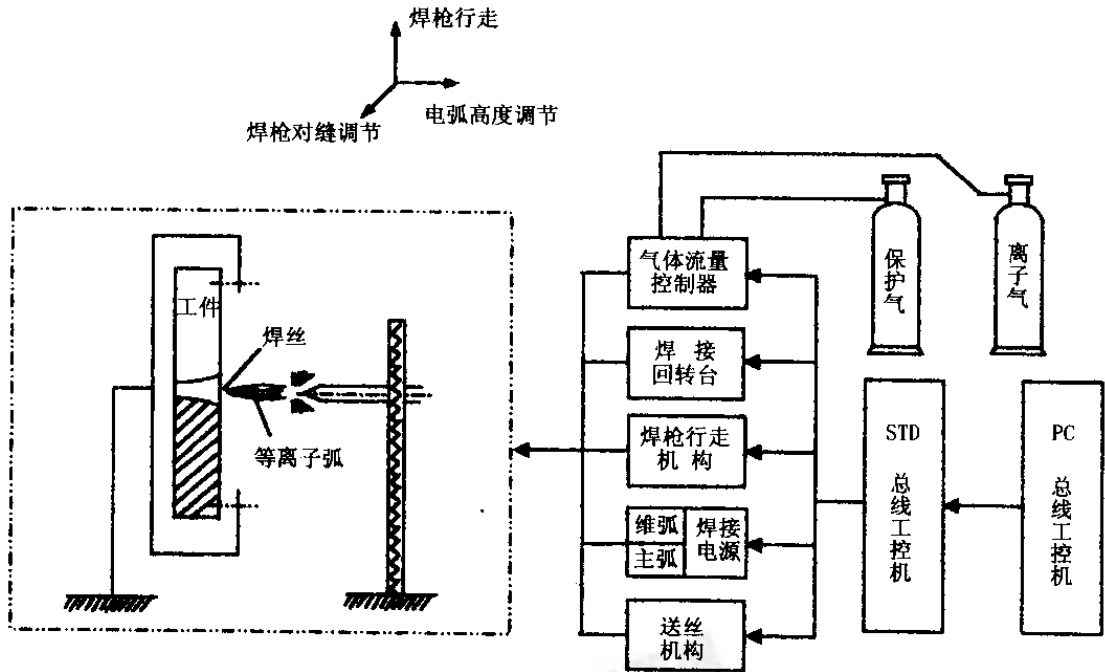 焊枪行走
电弧高度调节
焊枪对缝调节
工件
焊丝
等离子弧
气体流量
控制器
焊 接
回转台
焊枪行走
机 构
维弧
主弧
焊接
电源
送丝
机构
保护气
离子气
STD
总线工控机
PC
总线工控机